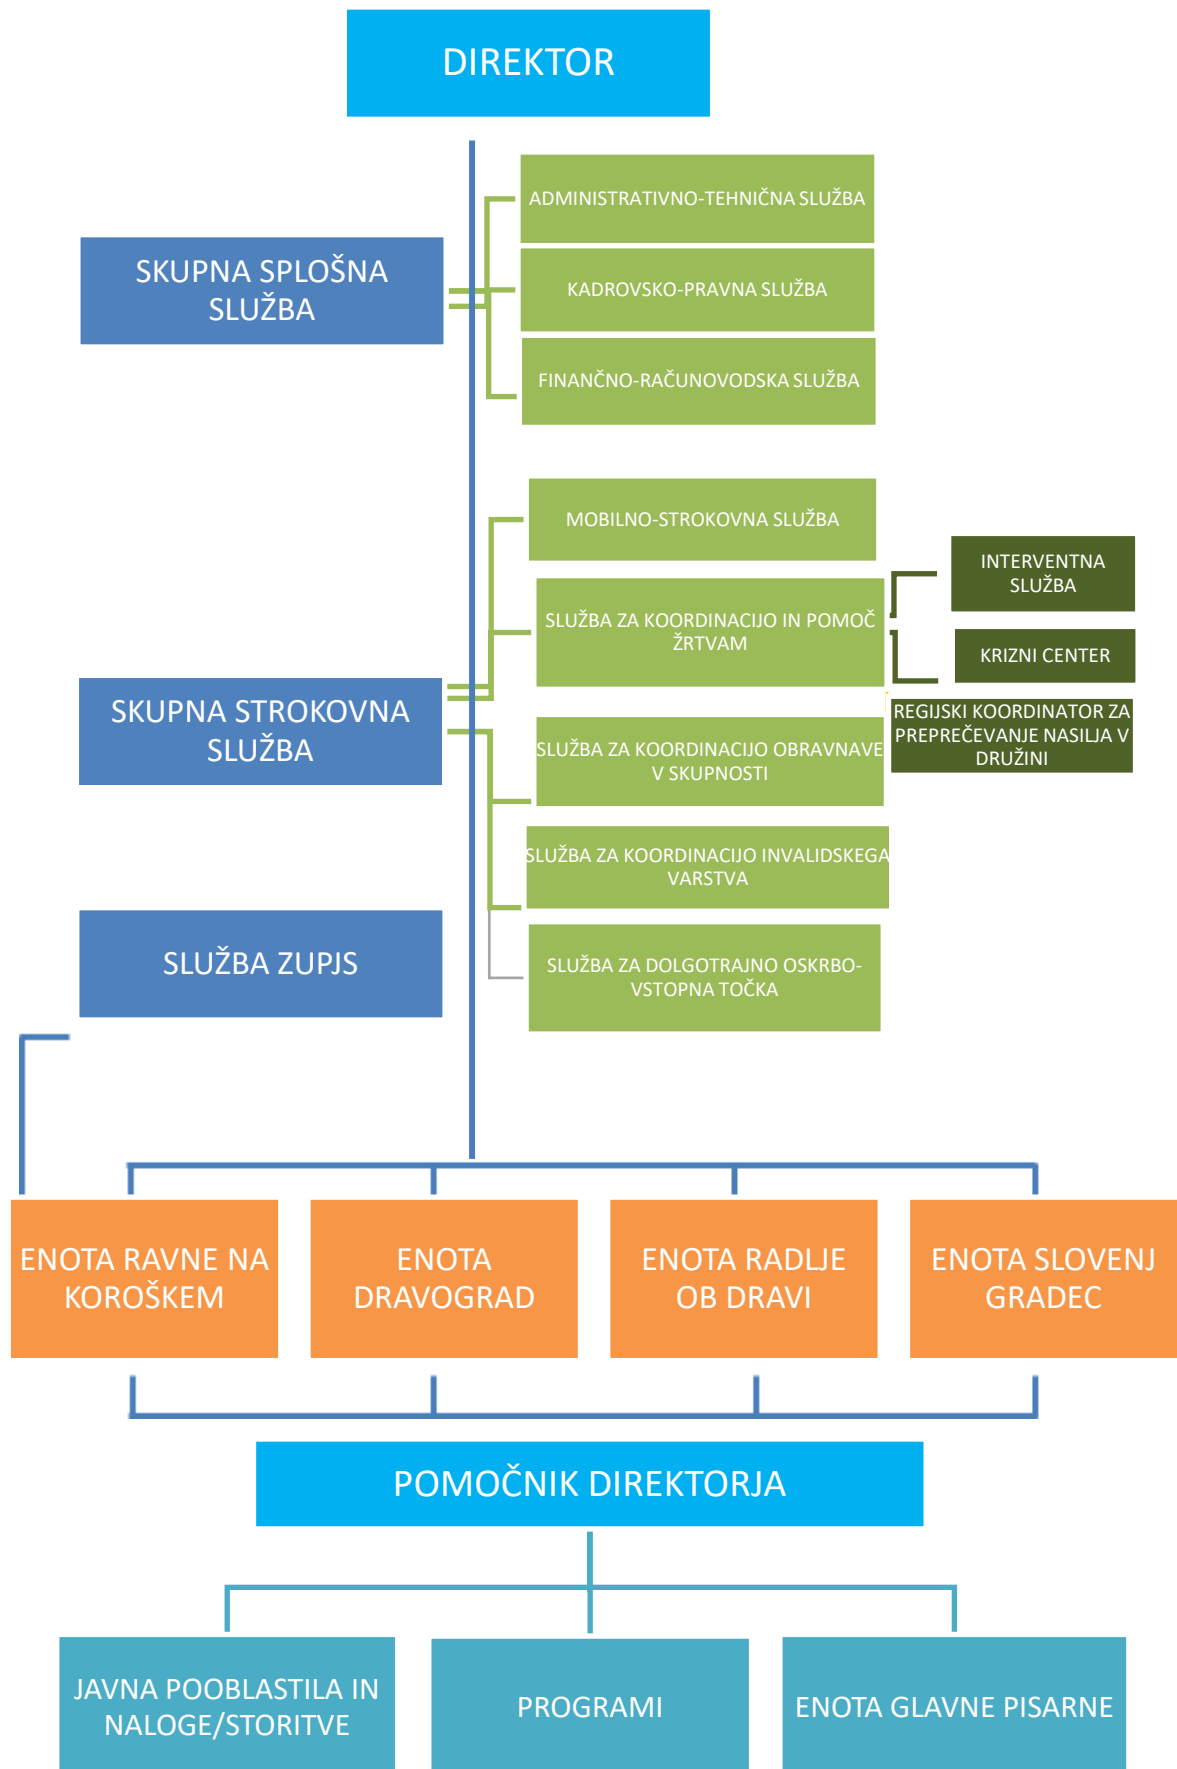 DIREKTOR
ADMINISTRATIVNO-TEHNIČNA SLUŽBA
SKUPNA SPLOŠNA
SLUŽBA
KADROVSKO-PRAVNA SLUŽBA
FINANČNO-RAČUNOVODSKA SLUŽBA
MOBILNO-STROKOVNA SLUŽBA
INTERVENTNA
SLUŽBA
SLUŽBA ZA KOORDINACIJO IN POMOČ
ŽRTVAM
KRIZNI CENTER
SKUPNA STROKOVNA
SLUŽBA
REGIJSKI KOORDINATOR ZA
PREPREČEVANJE NASILJA V
DRUŽINI
SLUŽBA ZA KOORDINACIJO OBRAVNAVE
V SKUPNOSTI
SLUŽBA ZA KOORDINACIJO INVALIDSKEGA
VARSTVA
SLUŽBA ZUPJS
SLUŽBA ZA DOLGOTRAJNO OSKRBO-
VSTOPNA TOČKA
ENOTA RAVNE NA
KOROŠKEM
ENOTA
DRAVOGRAD
ENOTA RADLJE
OB DRAVI
ENOTA SLOVENJ
GRADEC
POMOČNIK DIREKTORJA
JAVNA POOBLASTILA IN
NALOGE/STORITVE
PROGRAMI
ENOTA GLAVNE PISARNE